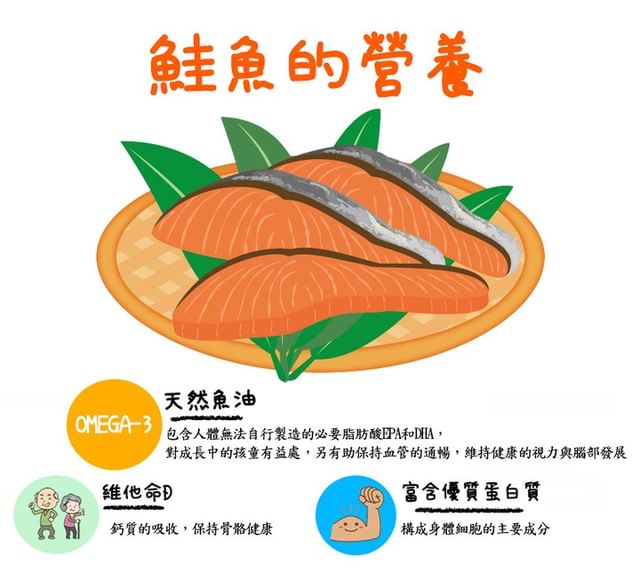 鮭魚的營養
OMEGA-3
天然魚油
包含人體無法自行製造的必要脂肪酸EPA和DHA，
對成長中的孩童有益處，另有助保持血管的通暢，維持健康的視力與腦部發展
維他命D
鈣質的吸收，保持骨骼健康
富含優質蛋白質
構成身體細胞的主要成分